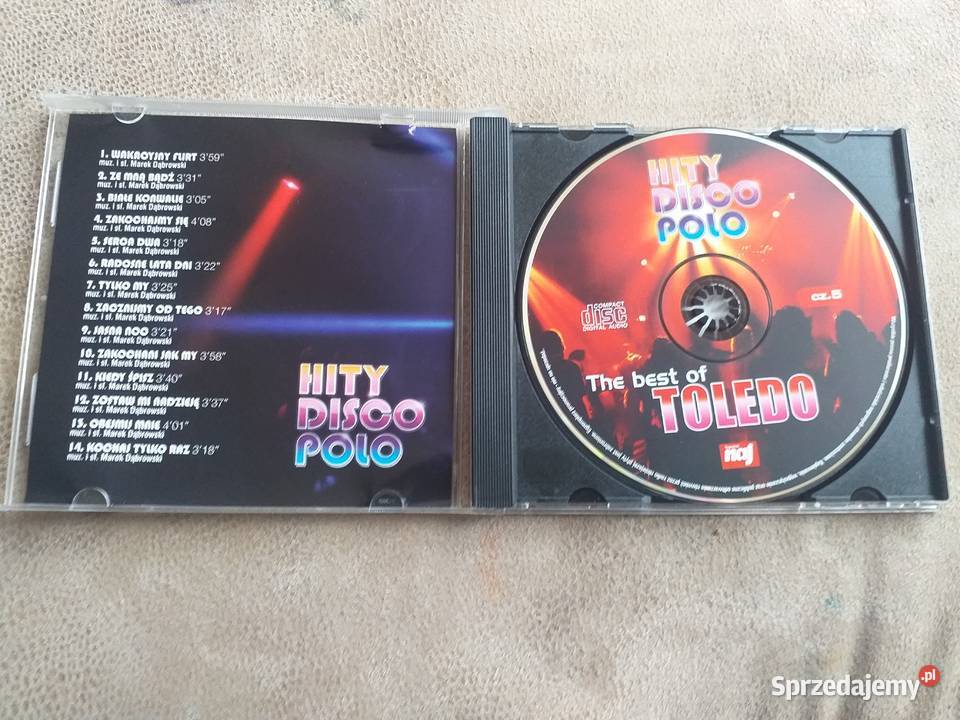 1. WAKACYJNY FLIRT 3'59"
muz. i sł. Marek Dąbrowski
2. ZE MNĄ BĄDŹ 3'31"
muz. i sł. Marek Dąbrowski
3. BIAŁE KONWALIE 3'05"
muz. i sł. Marek Dąbrowski
4. ZAKOCHAJMY SIĘ 4'08"
muz. i sł. Marek Dąbrowski
5. SERCA DWA 3'18"
muz. i sł. Marek Dąbrowski
6. RADOSNE LATA DNI 3'22"
muz. i sł. Marek Dąbrowski
7. TYLKO MY 3'25"
muz. i sł. Marek Dąbrowski
8. ZACZNIJMY OD TEGO 3'17"
muz. i sł. Marek Dąbrowski
9. JASNA NOC 3'21"
muz. i sł. Marek Dąbrowski
10. ZAKOCHANI JAK MY 3'58"
muz. i sł. Marek Dąbrowski
11. KIEDY ŚPISZ 3'40"
muz. i sł. Marek Dąbrowski
12. ZOSTAW MI NADZIEJĘ 3'37"
muz. i sł. Marek Dąbrowski
13. OBEJMIJ MNIE 4'01"
muz. i sł. Marek Dąbrowski
14. KOCHAJ TYLKO RAZ 3'18"
muz. i sł. Marek Dąbrowski
HITY
DISCO
POLO
HITY
DISCO
POLO
COMPACT
disc
DIGITAL AUDIO
cz.5
The best of
TOLEDO
naj
Sprzedajemy.pl